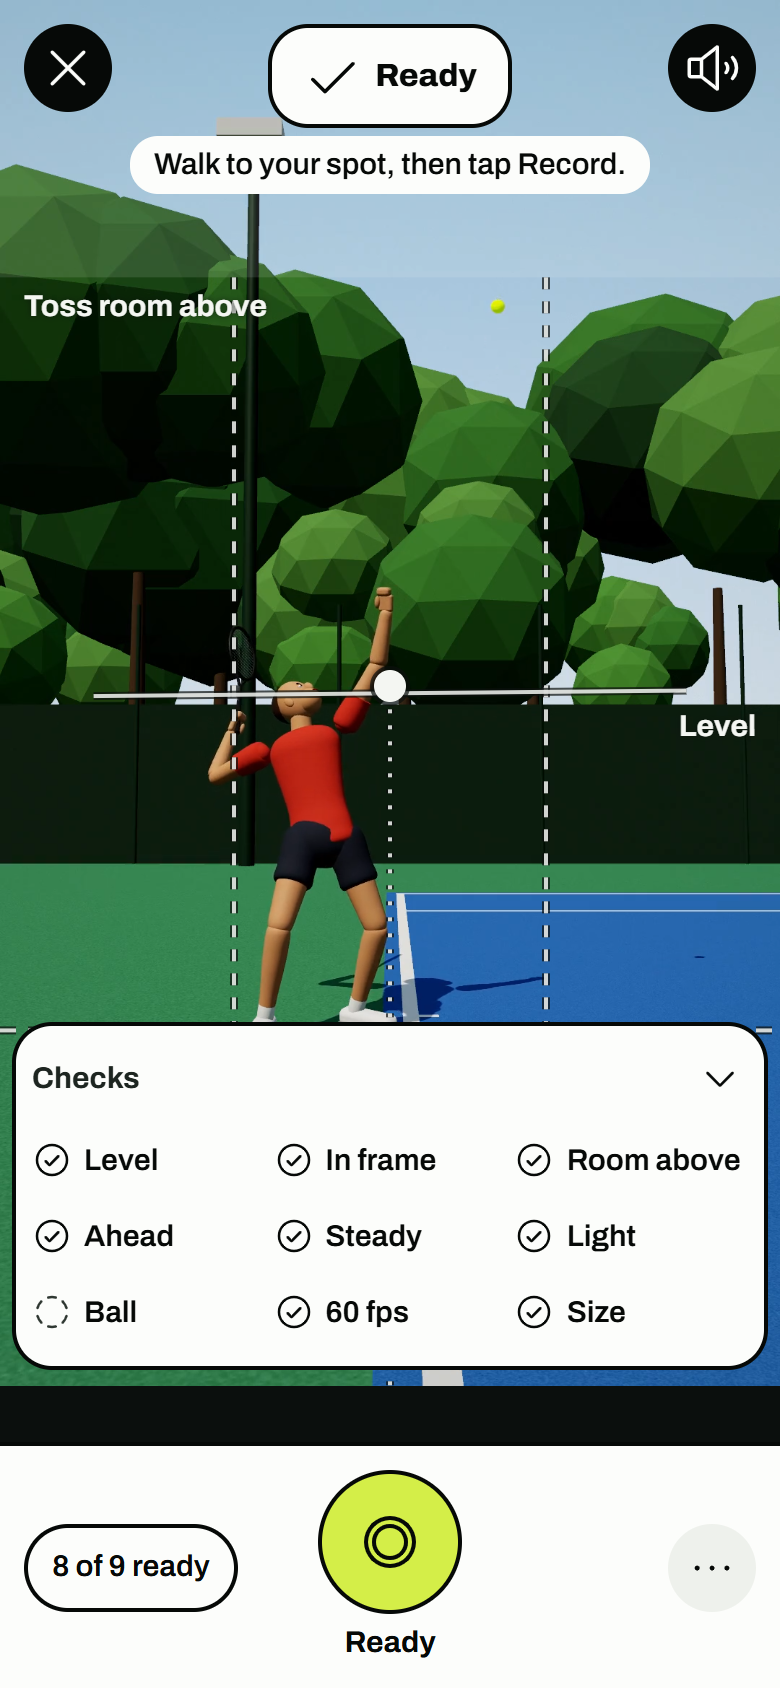 Ready
Walk to your spot, then tap Record.
Toss room above
Level
Checks
Level
In frame
Room above
Ahead
Steady
Light
Ball
60 fps
Size
8 of 9 ready
Ready